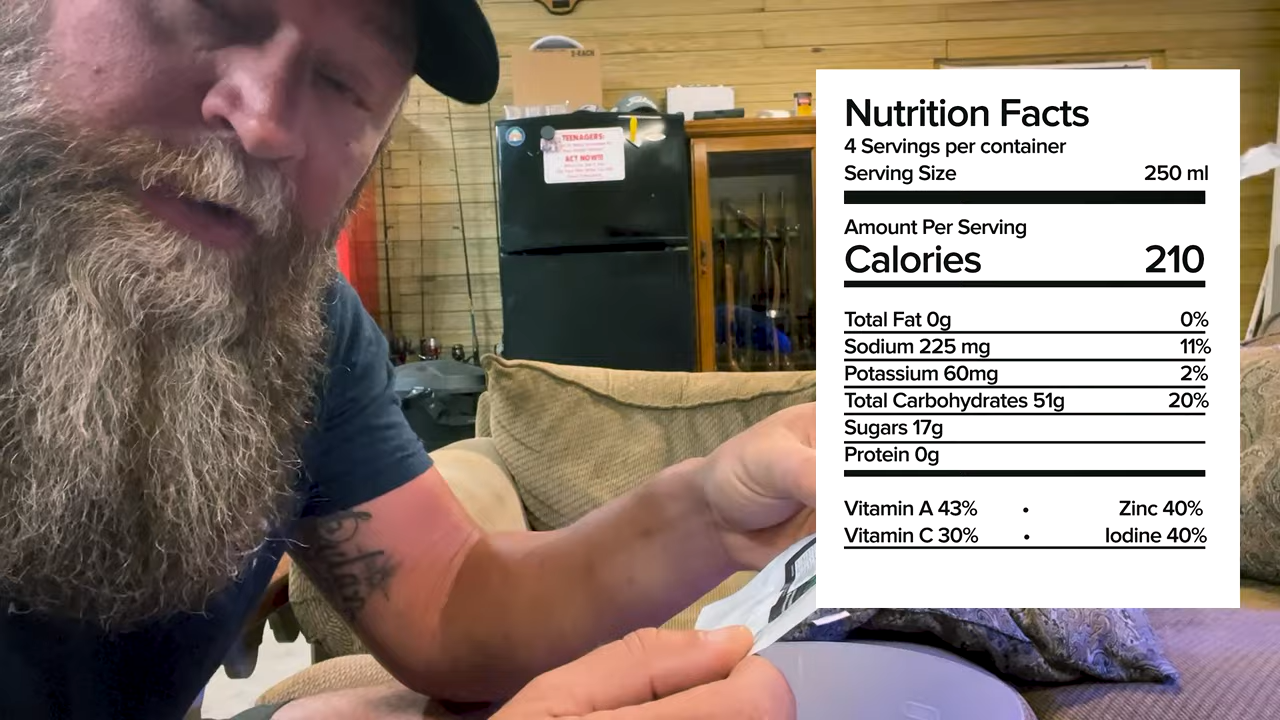 5-EACH
TEENAGERS:
ACT NOW!!!
Nutrition Facts
4 Servings per container
Serving Size 250 ml
Amount Per Serving
Calories 210
Total Fat 0g 0%
Sodium 225 mg 11%
Potassium 60mg 2%
Total Carbohydrates 51g 20%
Sugars 17g
Protein 0g
Vitamin A 43% • Zinc 40%
Vitamin C 30% • Iodine 40%